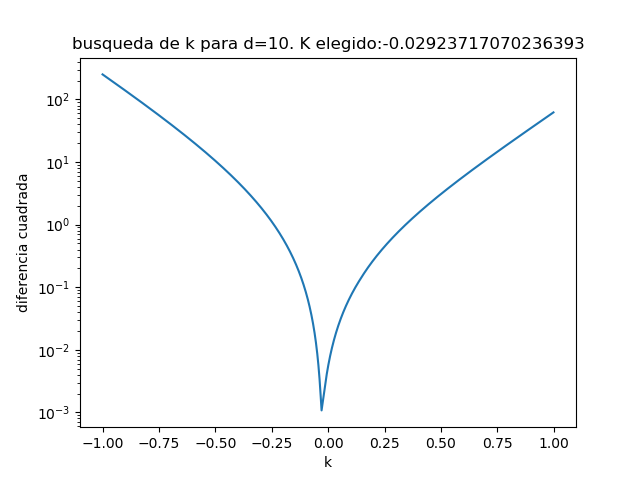 busqueda de k para d=10. K elegido:-0.02923717070236393
diferencia cuadrada
10²
10¹
10⁰
10⁻¹
10⁻²
10⁻³
−1.00 −0.75 −0.50 −0.25 0.00 0.25 0.50 0.75 1.00
k